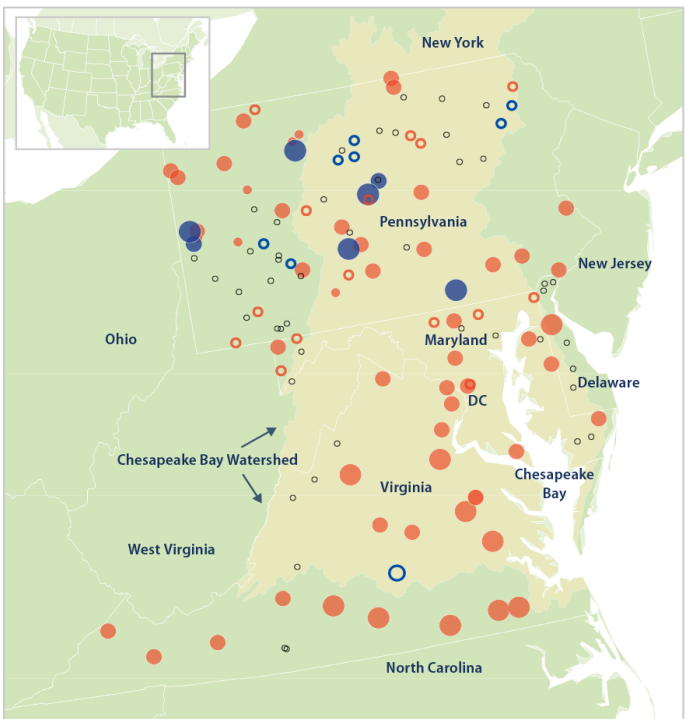 New York
Pennsylvania
New Jersey
Ohio
Maryland
Delaware
DC
Chesapeake Bay Watershed
Chesapeake
Bay
Virginia
West Virginia
North Carolina